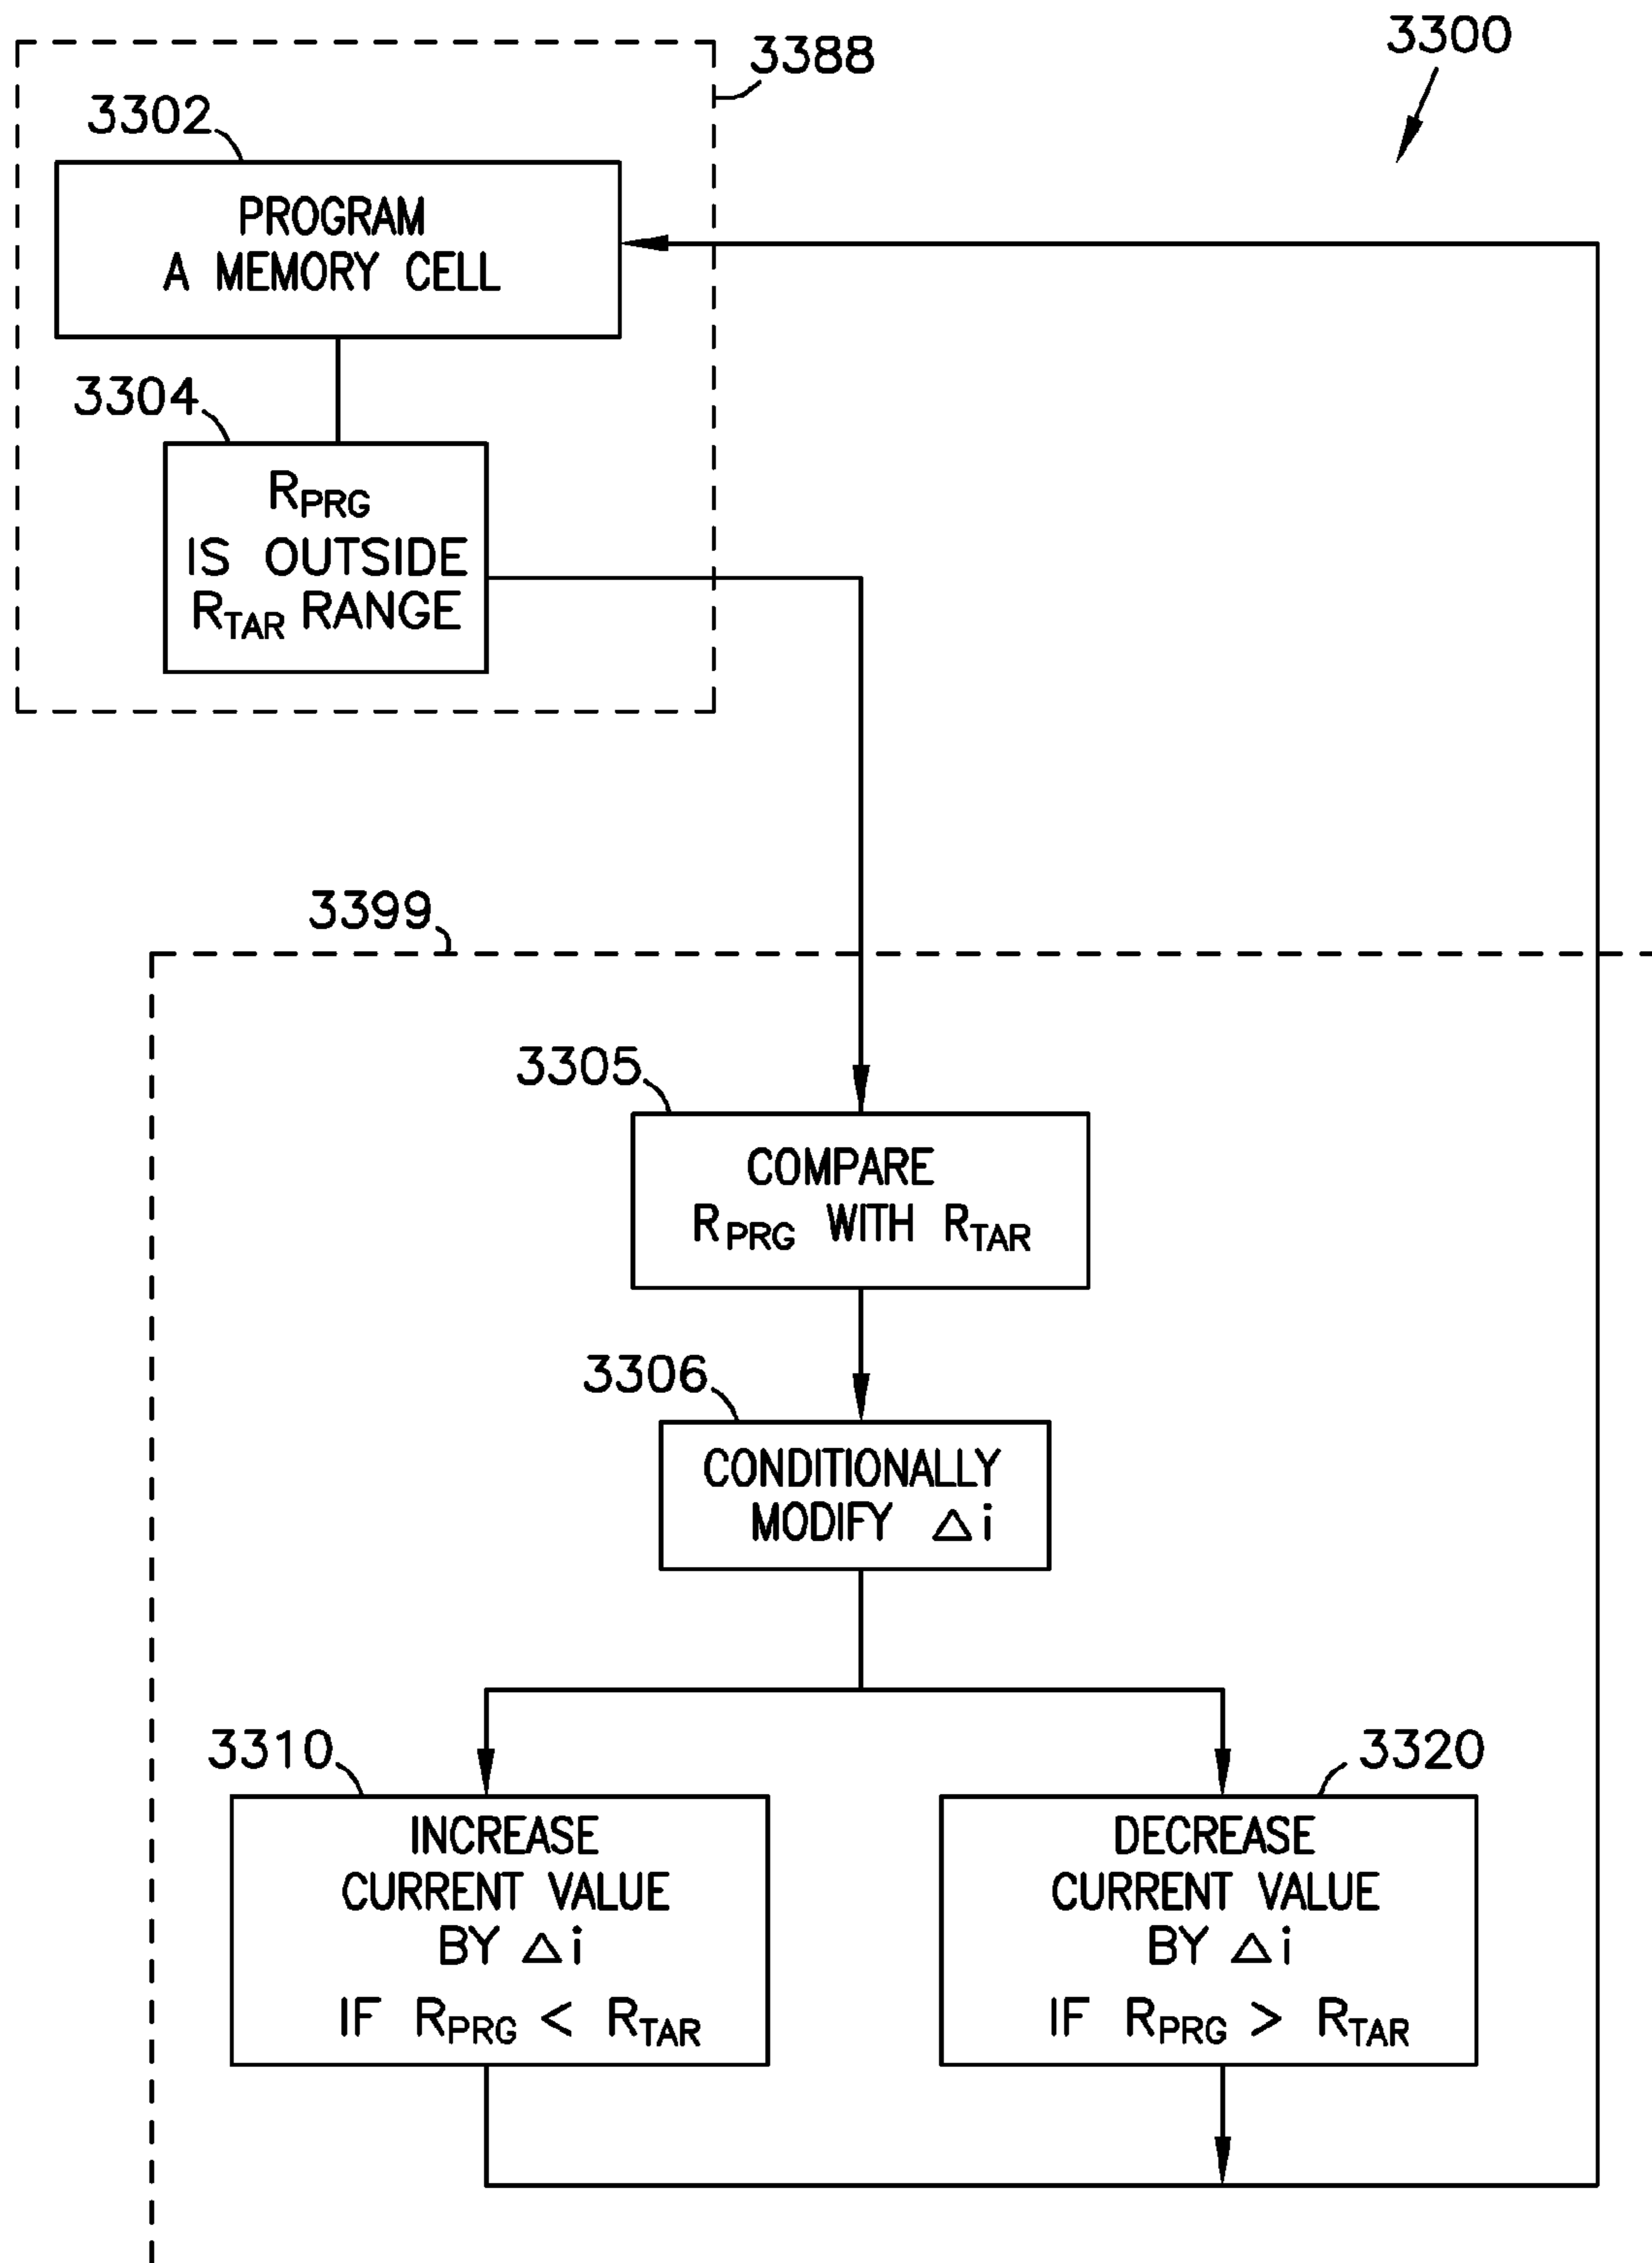 3300
3388
3302
PROGRAM
A MEMORY CELL
3304
RPRG
IS OUTSIDE
RTAR RANGE
3399
3305
COMPARE
RPRG WITH RTAR
3306
CONDITIONALLY
MODIFY △i
3310
INCREASE
CURRENT VALUE
BY △i
IF RPRG < RTAR
3320
DECREASE
CURRENT VALUE
BY △i
IF RPRG > RTAR